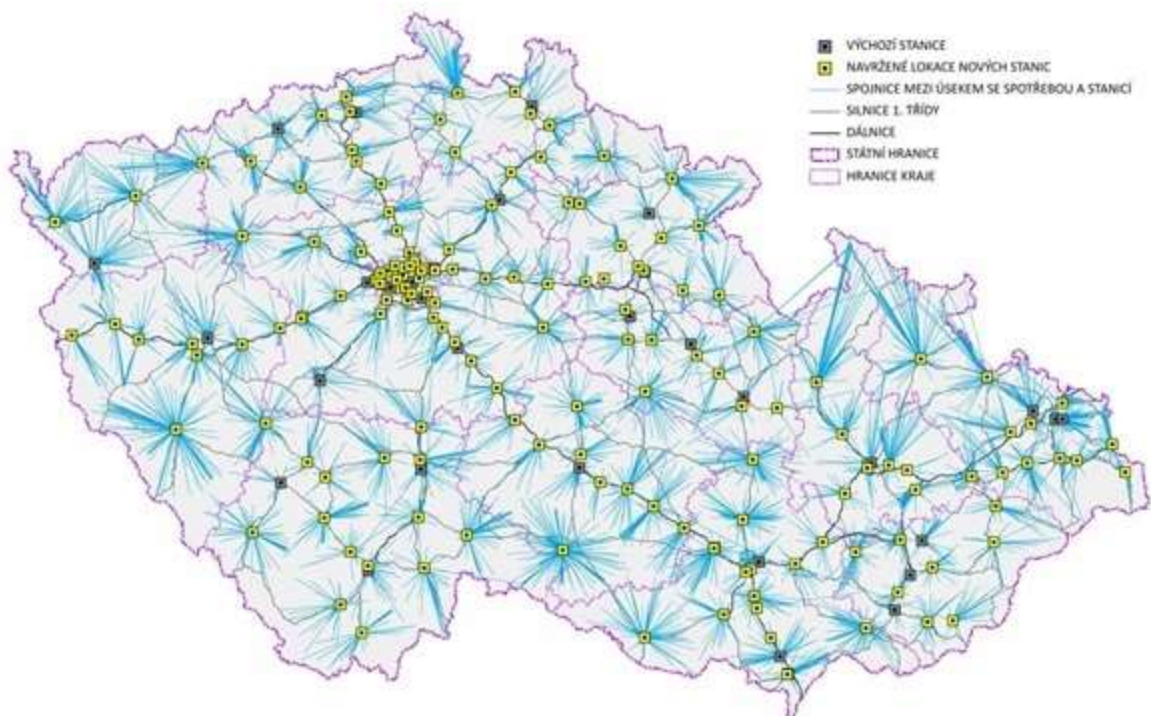 VÝCHOZÍ STANICE
NAVRŽENÉ LOKACE NOVÝCH STANIC
SPOJNICE MEZI ÚSEKEM SE SPOTŘEBOU A STANICÍ
SILNICE 1. TŘÍDY
DÁLNICE
STÁTNÍ HRANICE
HRANICE KRAJE